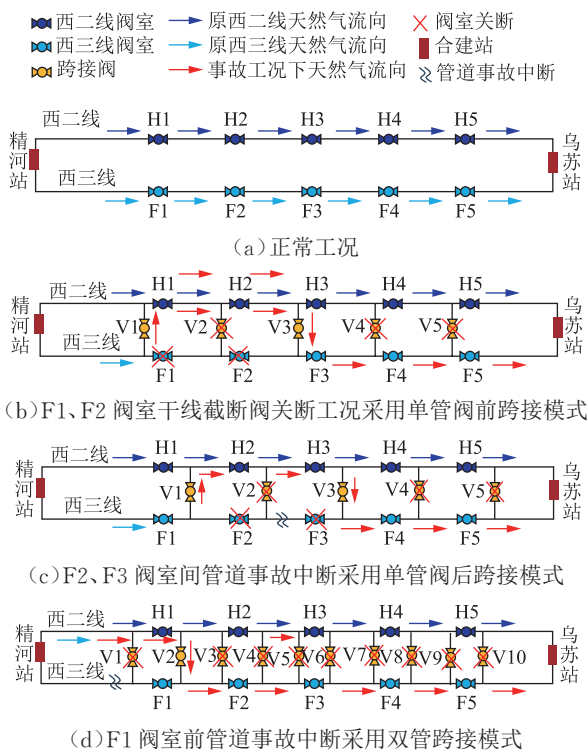 西二线阀室 原西二线天然气流向 阀室关断
西三线阀室 原西三线天然气流向 合建站
跨接阀 事故工况下天然气流向 管道事故中断
西二线 H1 H2 H3 H4 H5
精河站 乌苏站
西三线 F1 F2 F3 F4 F5
(a)正常工况
西二线 H1 H2 H3 H4 H5
精河站 V1 V2 V3 V4 V5 乌苏站
西三线 F1 F2 F3 F4 F5
(b)F1、F2 阀室干线截断阀关断工况采用单管阀前跨接模式
西二线 H1 H2 H3 H4 H5
精河站 V1 V2 V3 V4 V5 乌苏站
西三线 F1 F2 F3 F4 F5
(c)F2、F3 阀室间管道事故中断采用单管阀后跨接模式
西二线 H1 H2 H3 H4 H5
精河站 V1 V2 V3 V4 V5 V6 V7 V8 V9 V10 乌苏站
西三线 F1 F2 F3 F4 F5
(d)F1 阀室前管道事故中断采用双管跨接模式